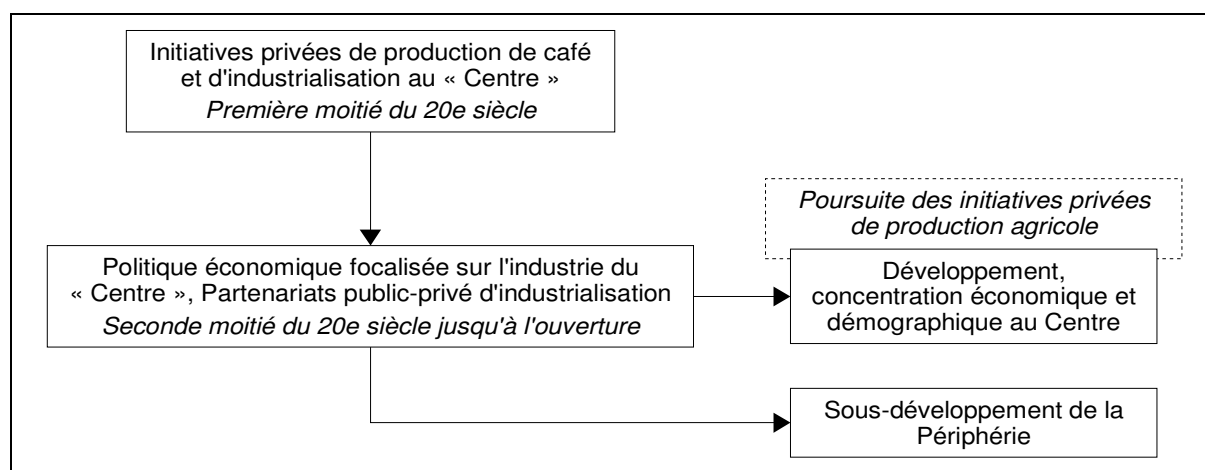 Initiatives privées de production de café
et d'industrialisation au « Centre »
Première moitié du 20e siècle
Poursuite des initiatives privées
de production agricole
Politique économique focalisée sur l'industrie du
« Centre », Partenariats public-privé d'industrialisation
Seconde moitié du 20e siècle jusqu'à l'ouverture
Développement,
concentration économique et
démographique au Centre
Sous-développement de la
Périphérie